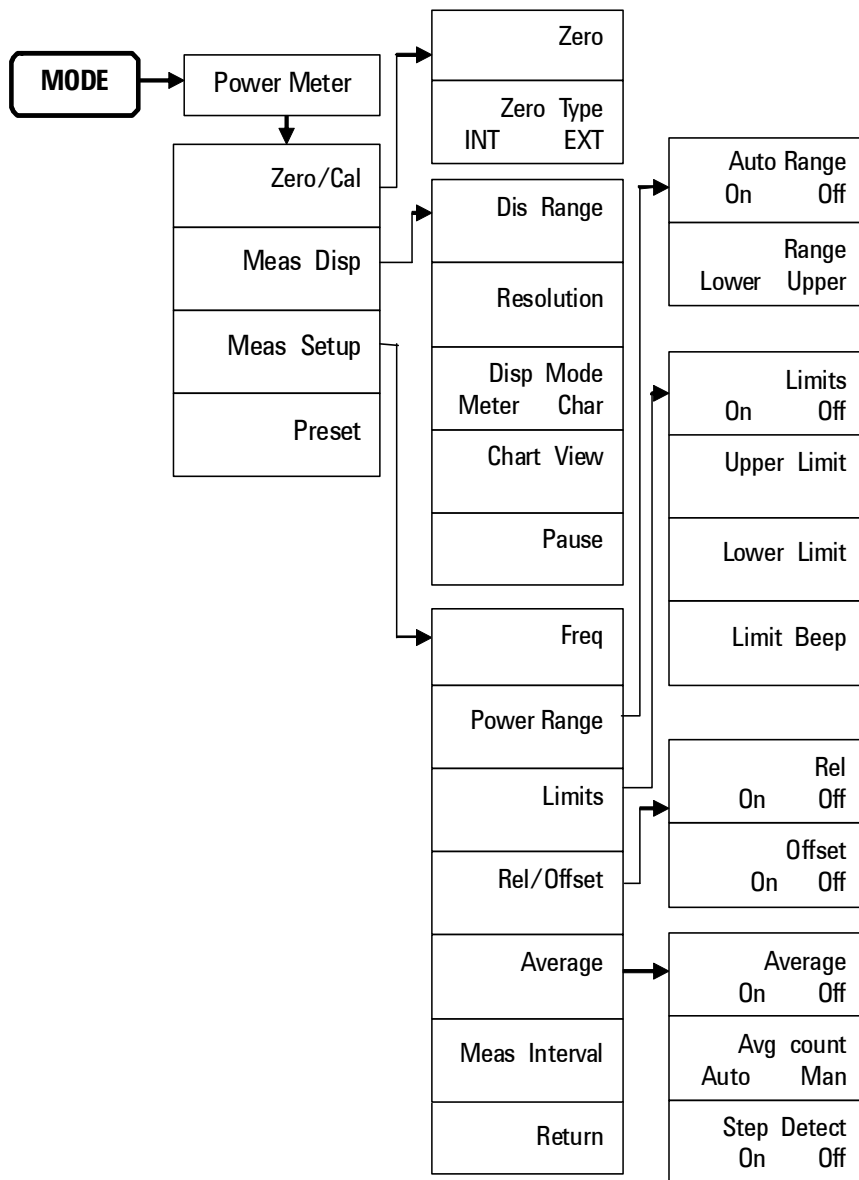 MODE
Power Meter
Zero/Cal
Meas Disp
Meas Setup
Preset
Zero
Zero Type
INT EXT
Dis Range
Resolution
Disp Mode
Meter Char
Chart View
Pause
Freq
Power Range
Limits
Rel/Offset
Average
Meas Interval
Return
Auto Range
On Off
Range
Lower Upper
Limits
On Off
Upper Limit
Lower Limit
Limit Beep
Rel
On Off
Offset
On Off
Average
On Off
Avg count
Auto Man
Step Detect
On Off